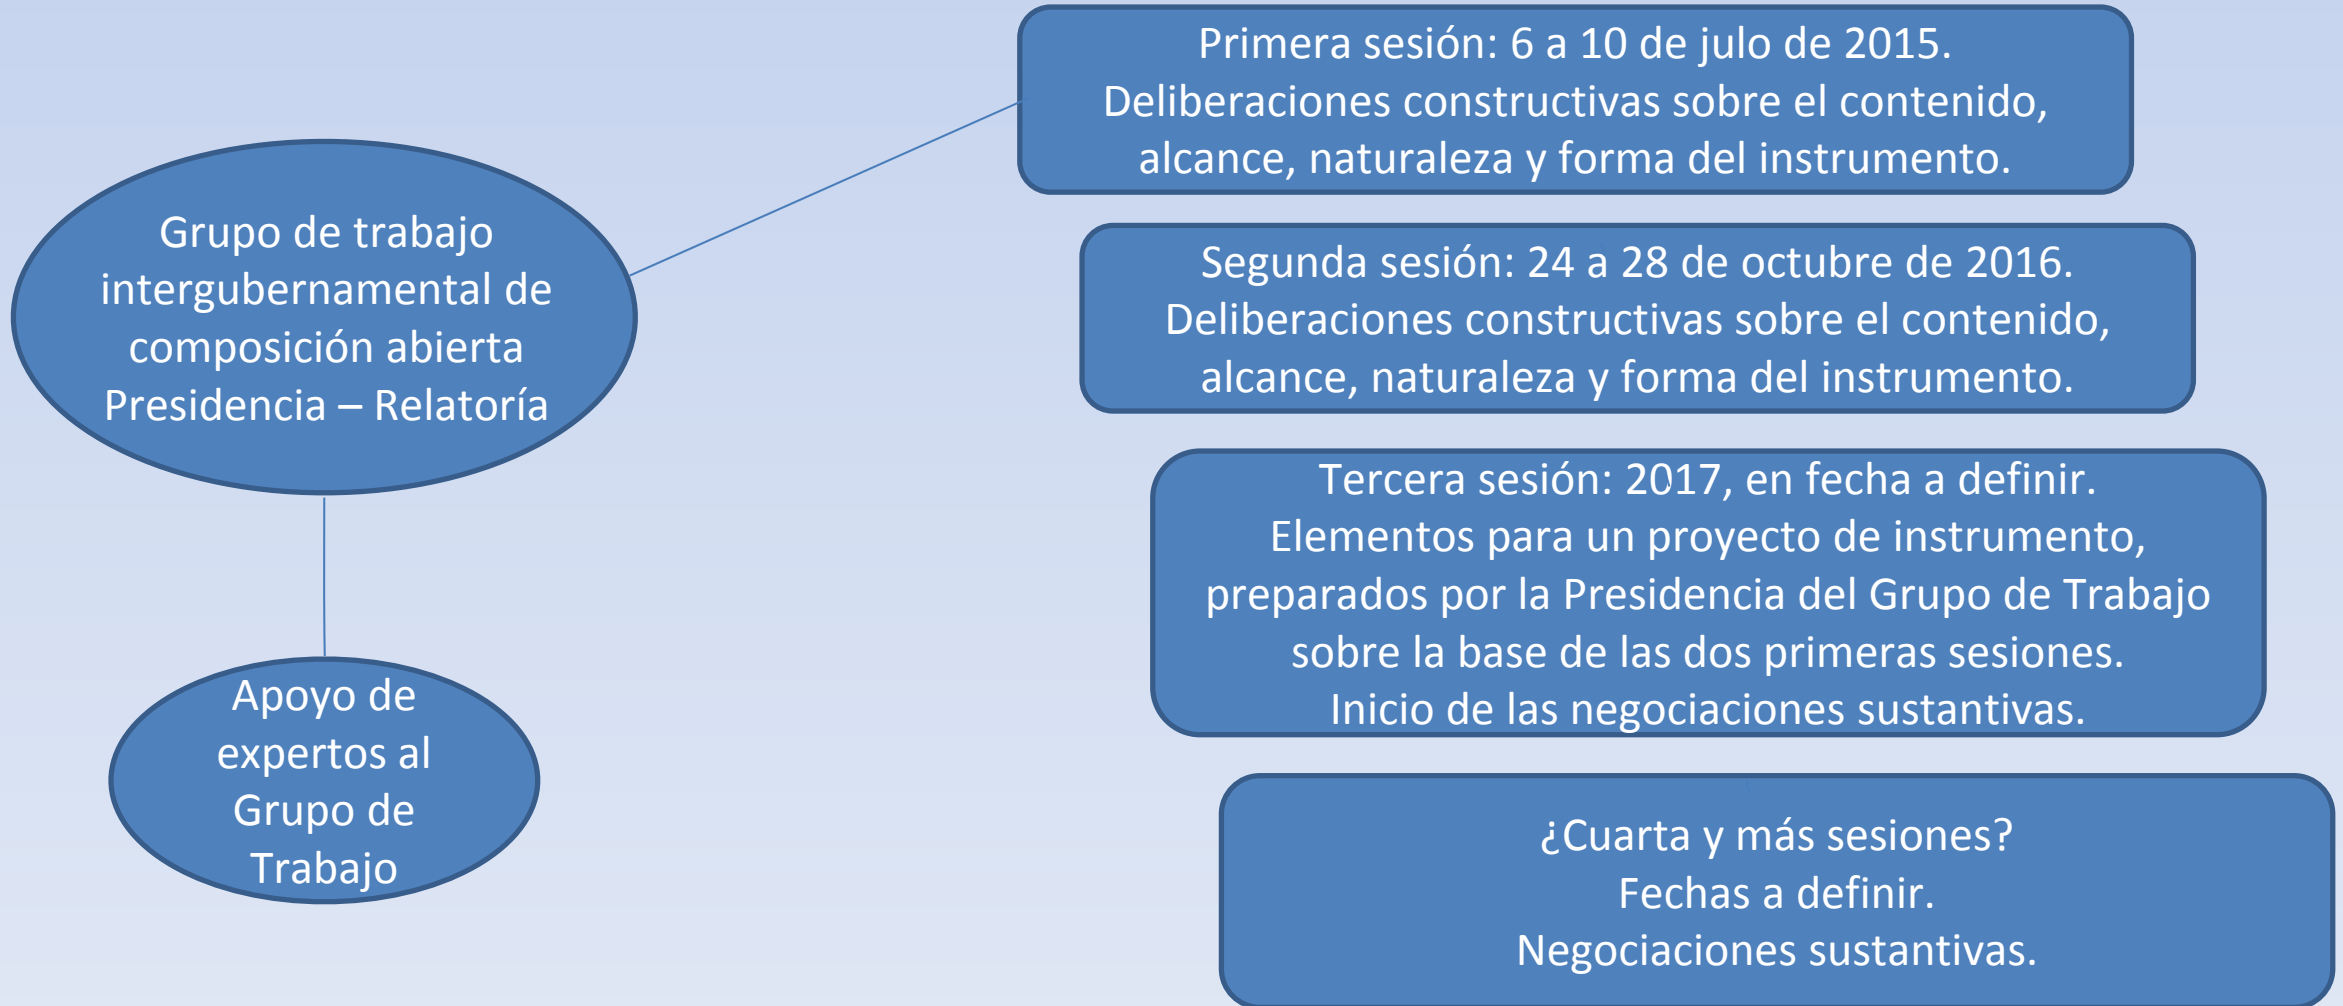 Grupo de trabajo
intergubernamental de
composición abierta
Presidencia – Relatoría
Apoyo de
expertos al
Grupo de
Trabajo
Primera sesión: 6 a 10 de julo de 2015.
Deliberaciones constructivas sobre el contenido,
alcance, naturaleza y forma del instrumento.
Segunda sesión: 24 a 28 de octubre de 2016.
Deliberaciones constructivas sobre el contenido,
alcance, naturaleza y forma del instrumento.
Tercera sesión: 2017, en fecha a definir.
Elementos para un proyecto de instrumento,
preparados por la Presidencia del Grupo de Trabajo
sobre la base de las dos primeras sesiones.
Inicio de las negociaciones sustantivas.
¿Cuarta y más sesiones?
Fechas a definir.
Negociaciones sustantivas.